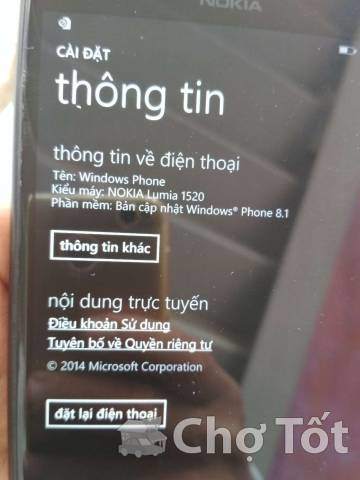 NOKIA
CÀI ĐẶT
thông tin
thông tin về điện thoại
Tên: Windows Phone
Kiểu máy: NOKIA Lumia 1520
Phần mềm: Bản cập nhật Windows® Phone 8.1
thông tin khác
nội dung trực tuyến
Điều khoản Sử dụng
Tuyên bố về Quyền riêng tư
© 2014 Microsoft Corporation
đặt lại điện thoại
Chợ Tốt